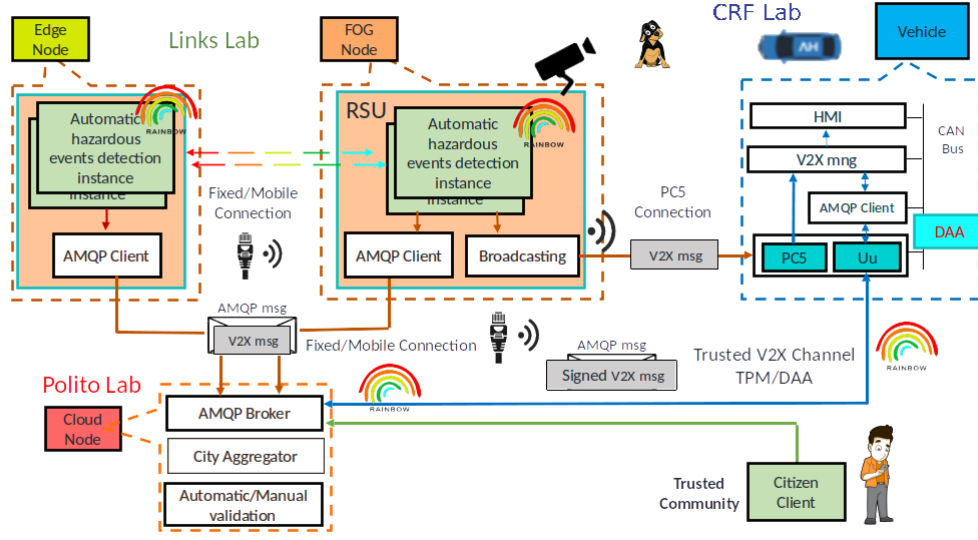 Edge
Node
Links Lab
FOG
Node
CRF Lab
Vehicle
Automatic
hazardous
events detection
instance
instance
RAINBOW
RSU
Automatic
hazardous
events detection
instance
instance
RAINBOW
HMI
CAN
Bus
V2X mng
AMQP Client
DAA
PC5
Uu
Fixed/Mobile
Connection
PC5
Connection
AMQP Client
AMQP Client
Broadcasting
V2X msg
AMQP msg
V2X msg
Fixed/Mobile Connection
AMQP msg
Signed V2X msg
Trusted V2X Channel
TPM/DAA
RAINBOW
RAINBOW
Polito Lab
Cloud
Node
AMQP Broker
City Aggregator
Automatic/Manual
validation
Trusted
Community
Citizen
Client